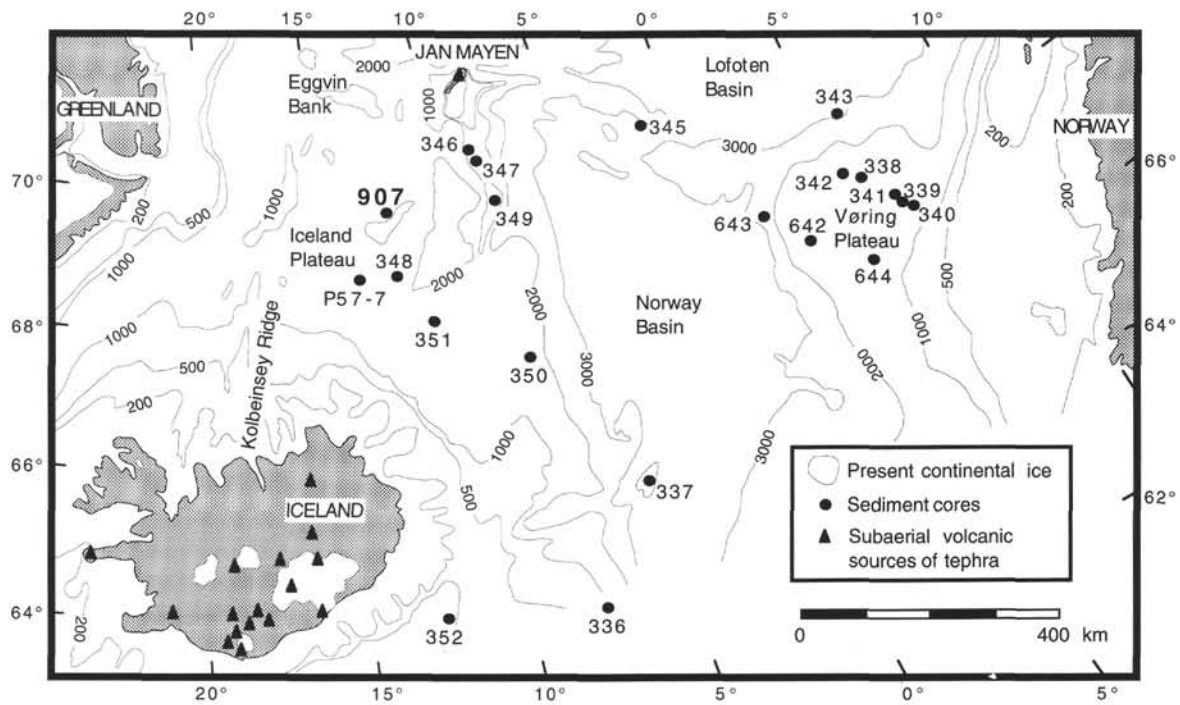 20° 15° 10° 5° 0° 5° 10°
JAN MAYEN
2000
Eggvin
Bank
Lofoten
Basin
GREENLAND
NORWAY
1000
343
200
345
3000
346
347
338
342
339
341
340
66°
70°
200
500
1000
907
349
643
642
Vøring
Plateau
644
200
500
1000
Iceland
Plateau
348
P57-7
2000
2000
Norway
Basin
68°
64°
351
350
3000
1000
500
200
Kolbeinsey Ridge
1000
2000
3000
66°
500
1000
337
62°
ICELAND
Present continental ice
Sediment cores
Subaerial volcanic
sources of tephra
64°
200
352
336
0 400
km
20° 15° 10° 5° 0° 5°